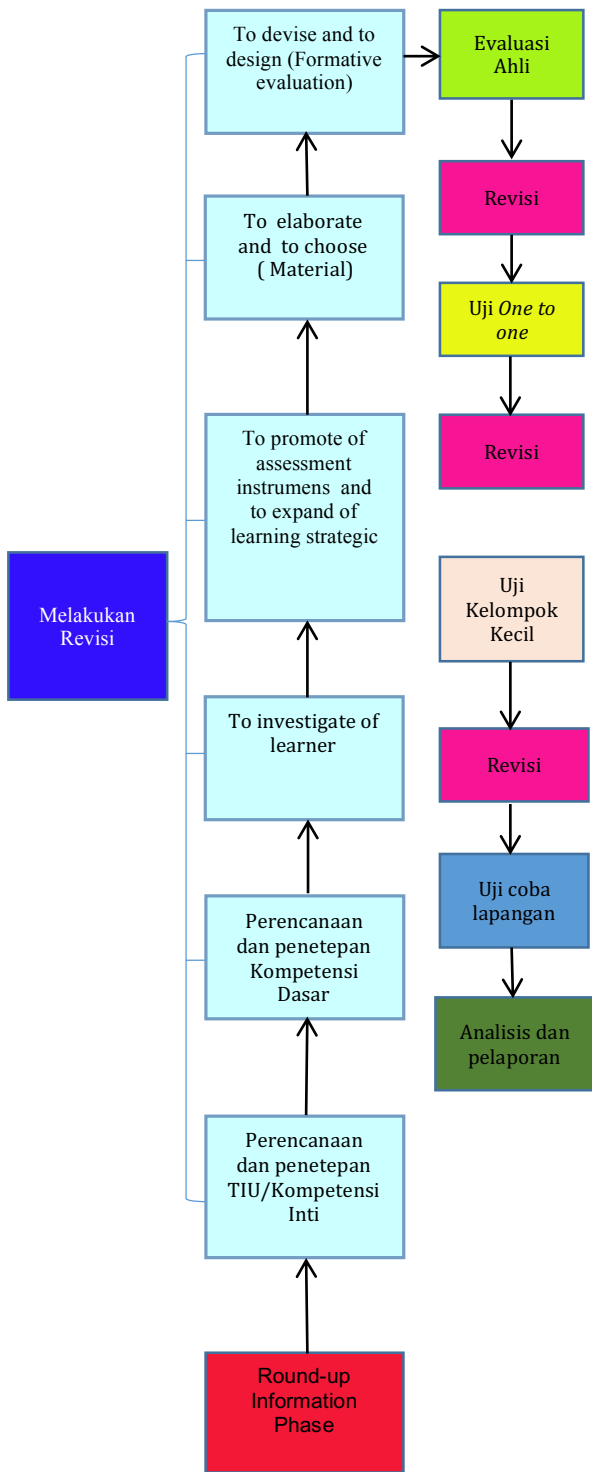 To devise and to
design (Formative
evaluation)
Evaluasi
Ahli
To elaborate
and to choose
( Material)
Revisi
Uji One to
one
To promote of
assessment
instrumens and
to expand of
learning strategic
Revisi
Melakukan
Revisi
Uji
Kelompok
Kecil
To investigate of
learner
Revisi
Perencanaan
dan penetepan
Kompetensi
Dasar
Uji coba
lapangan
Analisis dan
pelaporan
Perencanaan
dan penetepan
TIU/Kompetensi
Inti
Round-up
Information
Phase